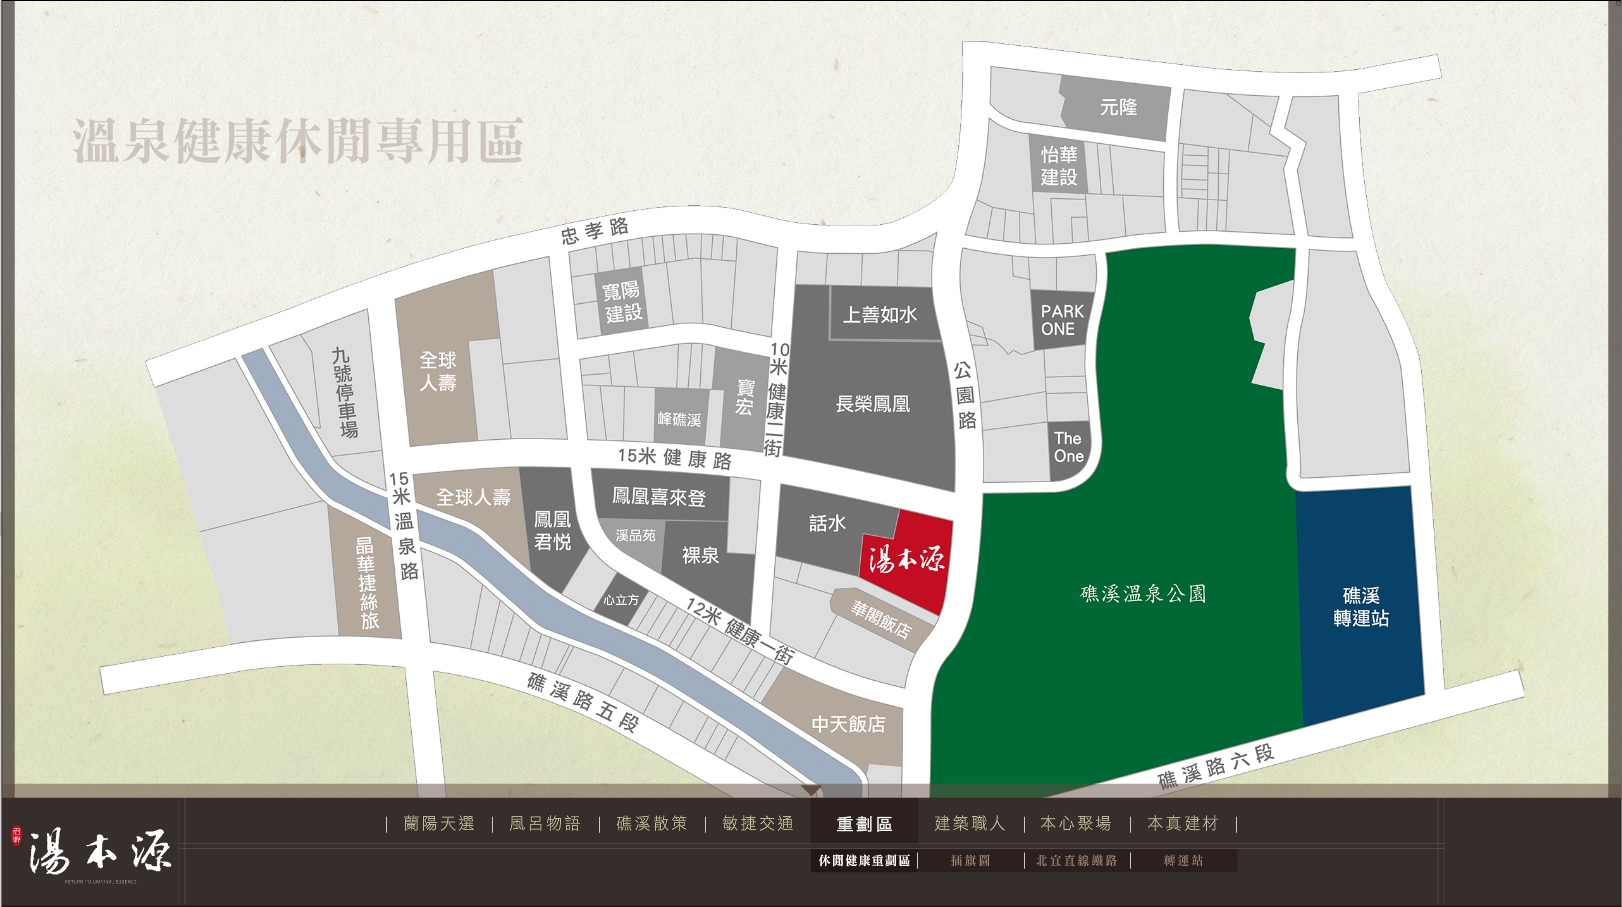 溫泉健康休閒專用區
元隆
怡華
建設
忠孝路
寬陽
建設
上善如水
PARK
ONE
九號停車場
全球
人壽
寶宏
10米 健康二街
長榮鳳凰
公園路
峰礁溪
The
One
15米 健康路
15米 溫泉路
全球人壽
鳳凰
君悅
鳳凰喜來登
溪品苑
裸泉
話水
湯本源
晶華捷絲旅
心立方
12米 健康一街
華閣飯店
礁溪溫泉公園
礁溪
轉運站
礁溪路五段
中天飯店
礁溪路六段
湯本源
蘭陽天選
風呂物語
礁溪散策
敏捷交通
重劃區
建築職人
本心聚場
本真建材
休閒健康重劃區
插旗圖
北宜直線鐵路
轉運站